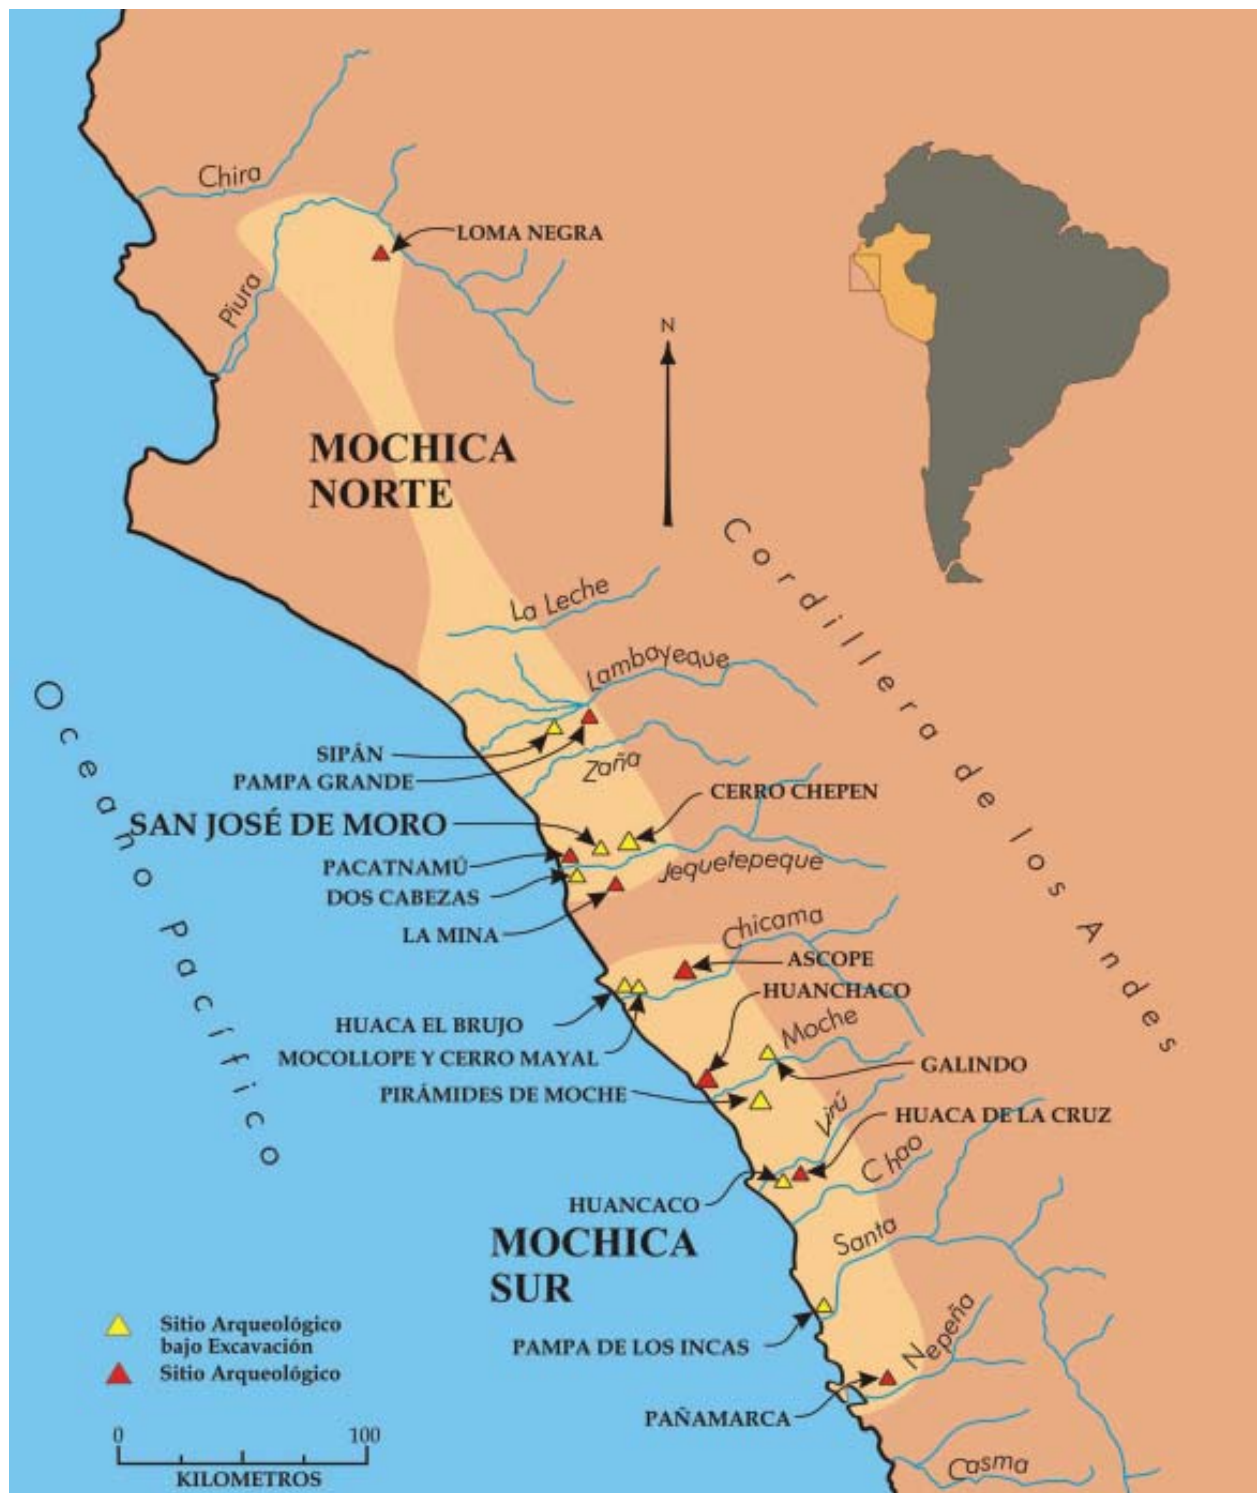 Chira
LOMA NEGRA
Piura
N
MOCHICA
NORTE
Cordillera de los Andes
La Leche
Lambayeque
Oceano Pacífico
SIPÁN
Zaña
PAMPA GRANDE
CERRO CHEPEN
SAN JOSÉ DE MORO
PACATNAMÚ
Jequetepeque
DOS CABEZAS
LA MINA
Chicama
ASCOPE
HUANCHACO
HUACA EL BRUJO
Moche
MOCOLLOPE Y CERRO MAYAL
GALINDO
PIRÁMIDES DE MOCHE
Virú
HUACA DE LA CRUZ
Chao
HUANCACO
MOCHICA
SUR
Santa
Sitio Arqueológico
bajo Excavación
PAMPA DE LOS INCAS
Nepeña
Sitio Arqueológico
PAÑAMARCA
0 100
KILOMETROS
Casma